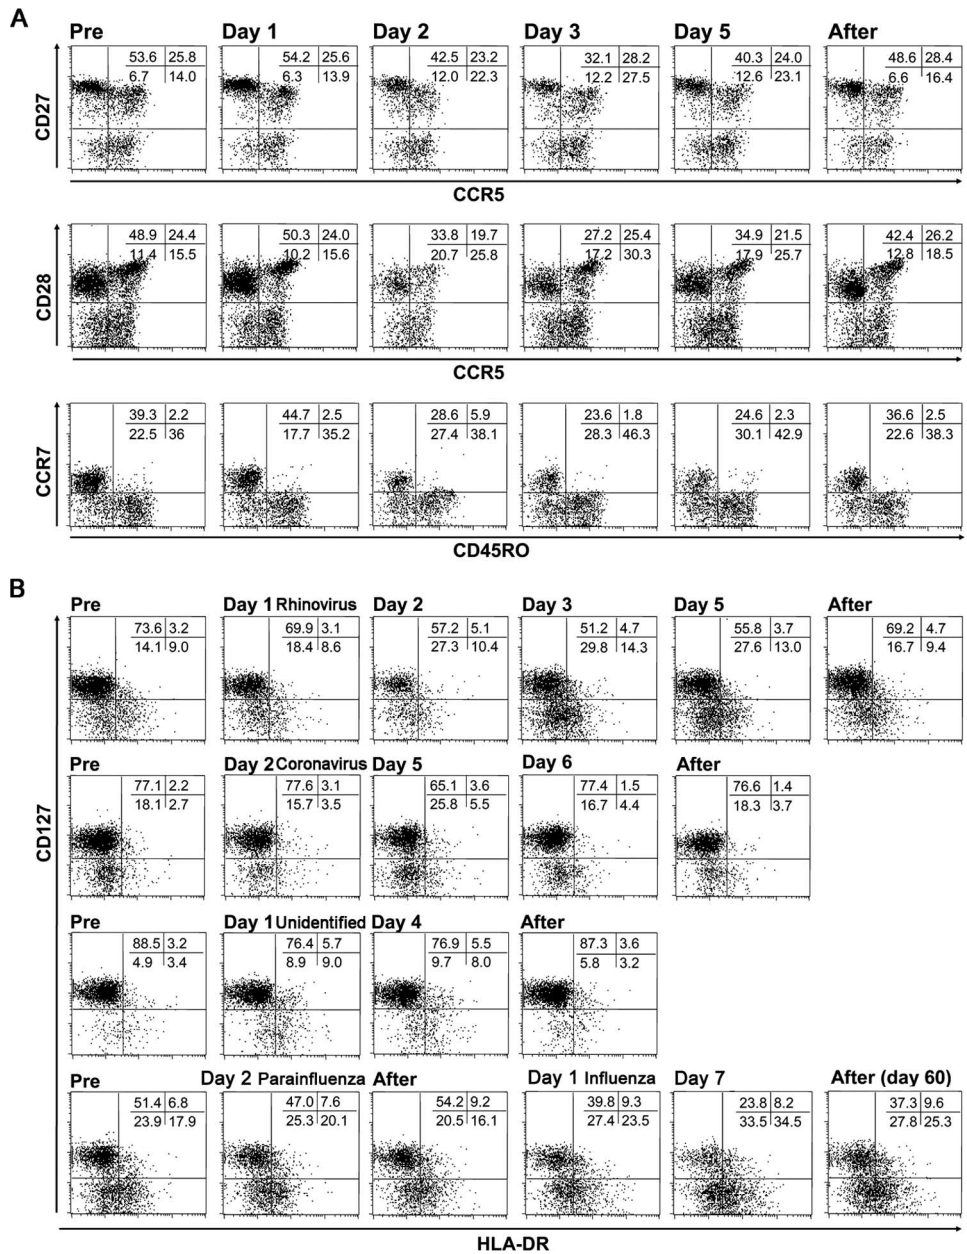 A
Pre Day 1 Day 2 Day 3 Day 5 After
53.6 25.8 54.2 25.6 42.5 23.2 32.1 28.2 40.3 24.0 48.6 28.4
6.7 14.0 6.3 13.9 12.0 22.3 12.2 27.5 12.6 23.1 6.6 16.4
CD27
CCR5
48.9 24.4 50.3 24.0 33.8 19.7 27.2 25.4 34.9 21.5 42.4 26.2
11.4 15.5 10.2 15.6 20.7 25.8 17.2 30.3 17.9 25.7 12.8 18.5
CD28
CCR5
39.3 2.2 44.7 2.5 28.6 5.9 23.6 1.8 24.6 2.3 36.6 2.5
22.5 36 17.7 35.2 27.4 38.1 28.3 46.3 30.1 42.9 22.6 38.3
CCR7
CD45RO
B
Pre Day 1 Rhinovirus Day 2 Day 3 Day 5 After
73.6 3.2 69.9 3.1 57.2 5.1 51.2 4.7 55.8 3.7 69.2 4.7
14.1 9.0 18.4 8.6 27.3 10.4 29.8 14.3 27.6 13.0 16.7 9.4
Pre Day 2 Coronavirus Day 5 Day 6 After
77.1 2.2 77.6 3.1 65.1 3.6 77.4 1.5 76.6 1.4
18.1 2.7 15.7 3.5 25.8 5.5 16.7 4.4 18.3 3.7
CD127
Pre Day 1 Unidentified Day 4 After
88.5 3.2 76.4 5.7 76.9 5.5 87.3 3.6
4.9 3.4 8.9 9.0 9.7 8.0 5.8 3.2
Pre Day 2 Parainfluenza After Day 1 Influenza Day 7 After (day 60)
51.4 6.8 47.0 7.6 54.2 9.2 39.8 9.3 23.8 8.2 37.3 9.6
23.9 17.9 25.3 20.1 20.5 16.1 27.4 23.5 33.5 34.5 27.8 25.3
HLA-DR